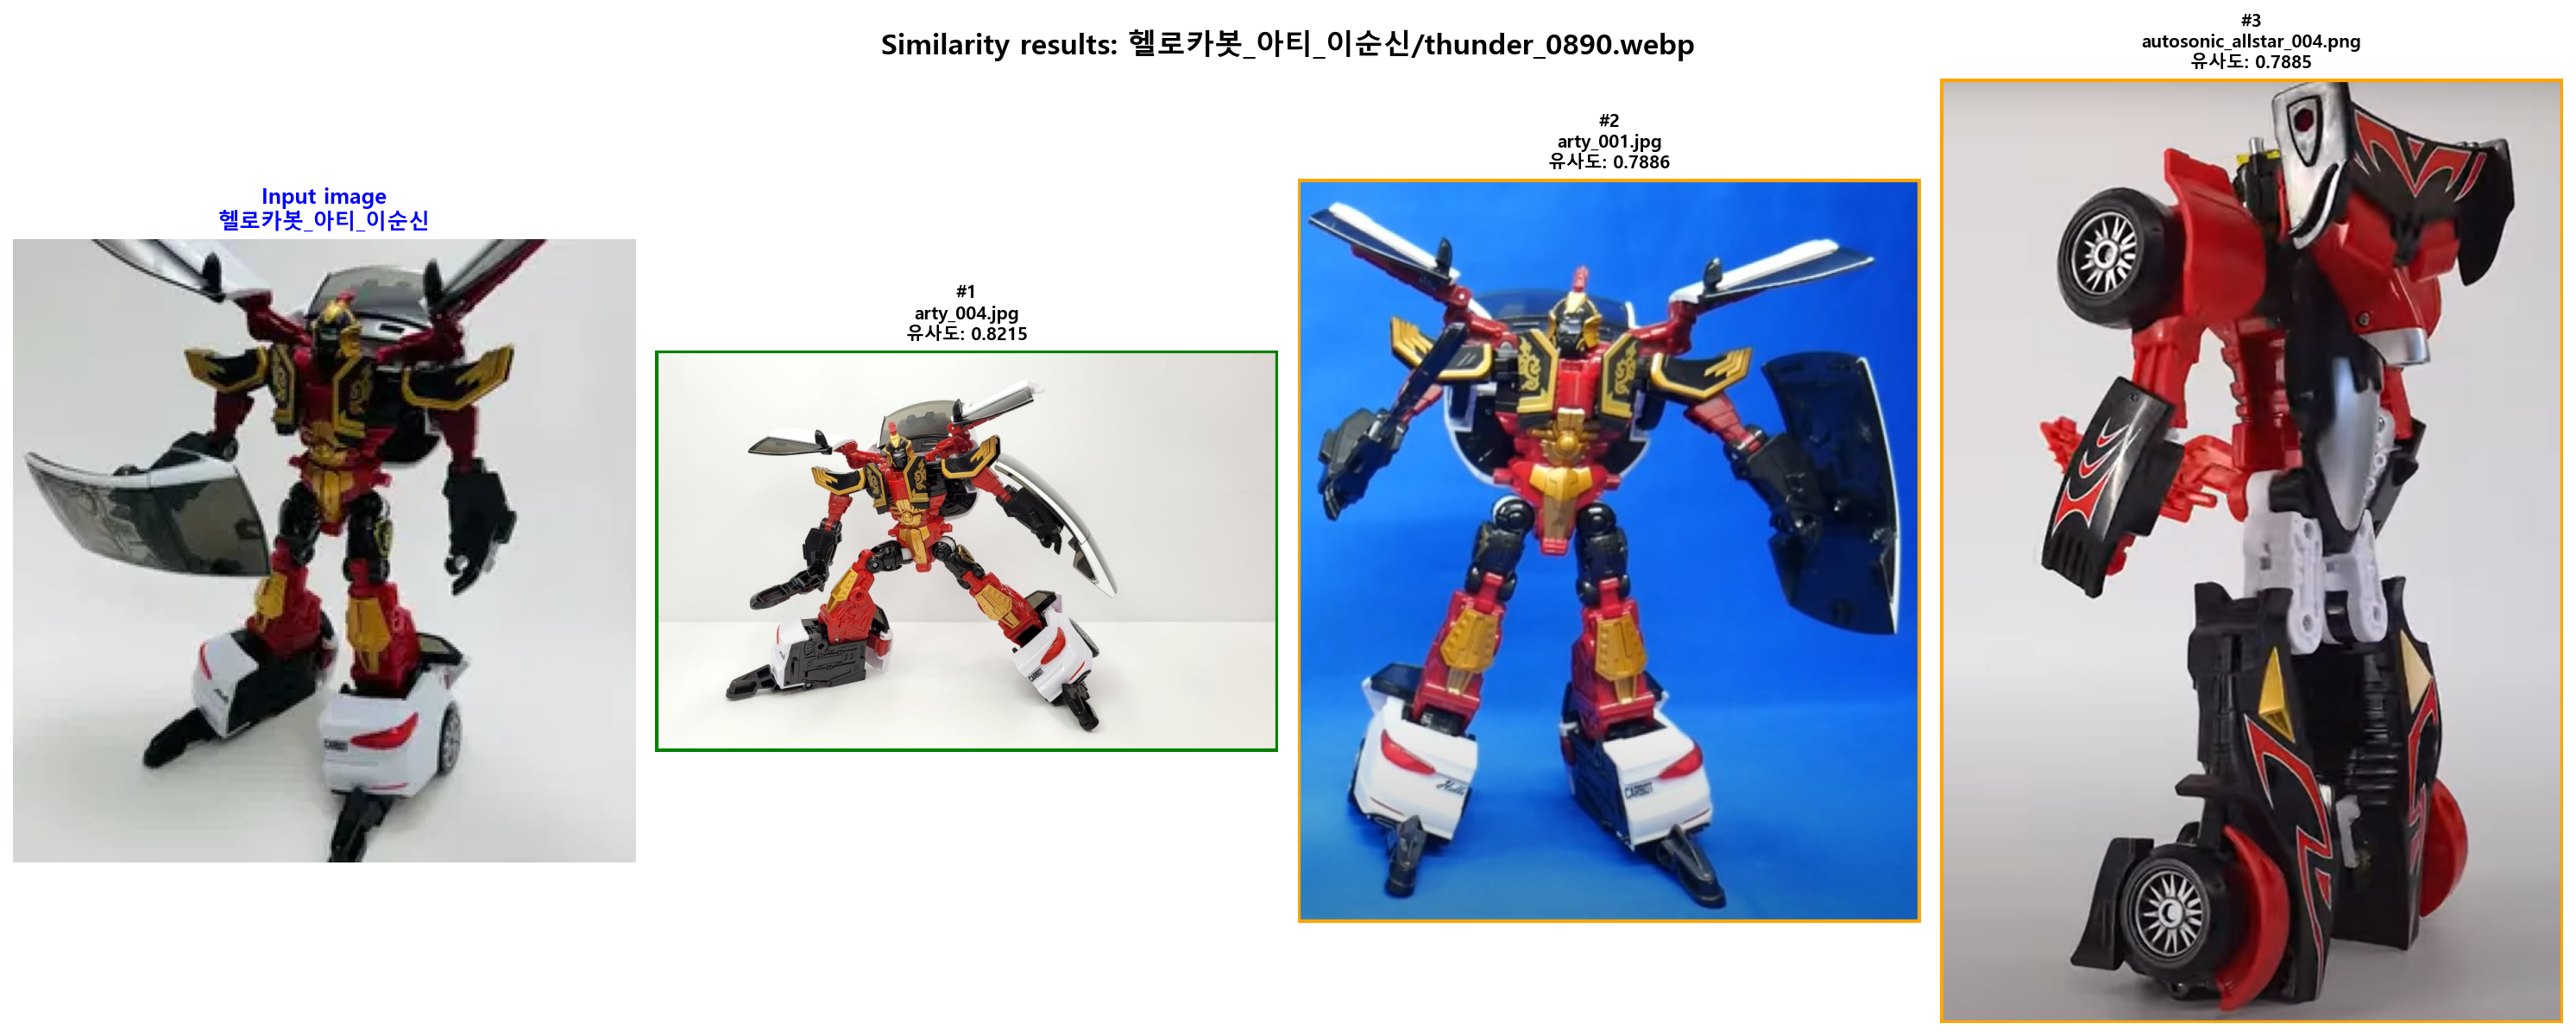 Similarity results: 헬로카봇_아티_이순신/thunder_0890.webp
Input image
헬로카봇_아티_이순신
#1
arty_004.jpg
유사도: 0.8215
#2
arty_001.jpg
유사도: 0.7886
#3
autosonic_allstar_004.png
유사도: 0.7885
CARBOT
CARBOT
Hello
CARBOT